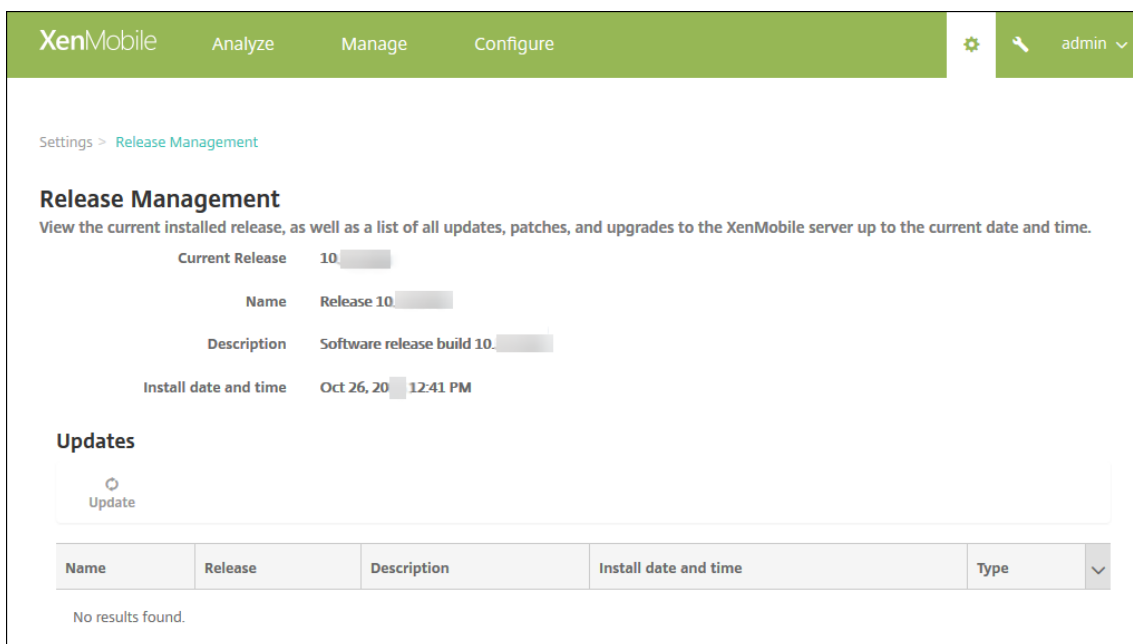 XenMobile Analyze Manage Configure admin
Settings > Release Management
Release Management
View the current installed release, as well as a list of all updates, patches, and upgrades to the XenMobile server up to the current date and time.
Current Release 10.
Name Release 10.
Description Software release build 10.
Install date and time Oct 26, 20 12:41 PM
Updates
Update
Name Release Description Install date and time Type
No results found.